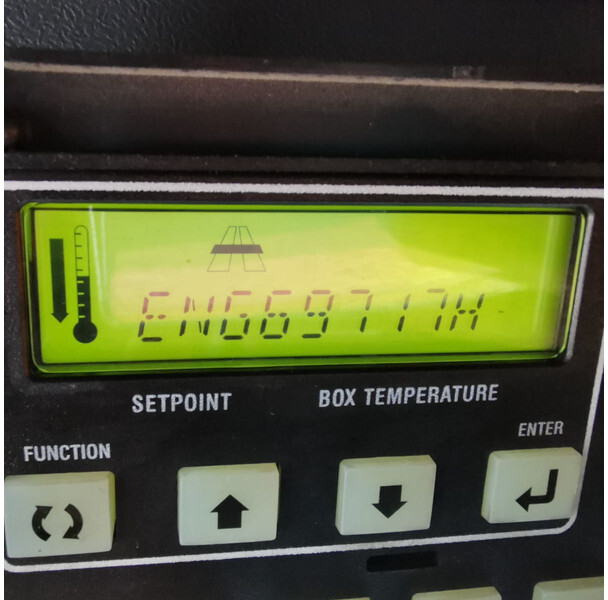 ENG69717H
SETPOINT BOX TEMPERATURE
FUNCTION ENTER